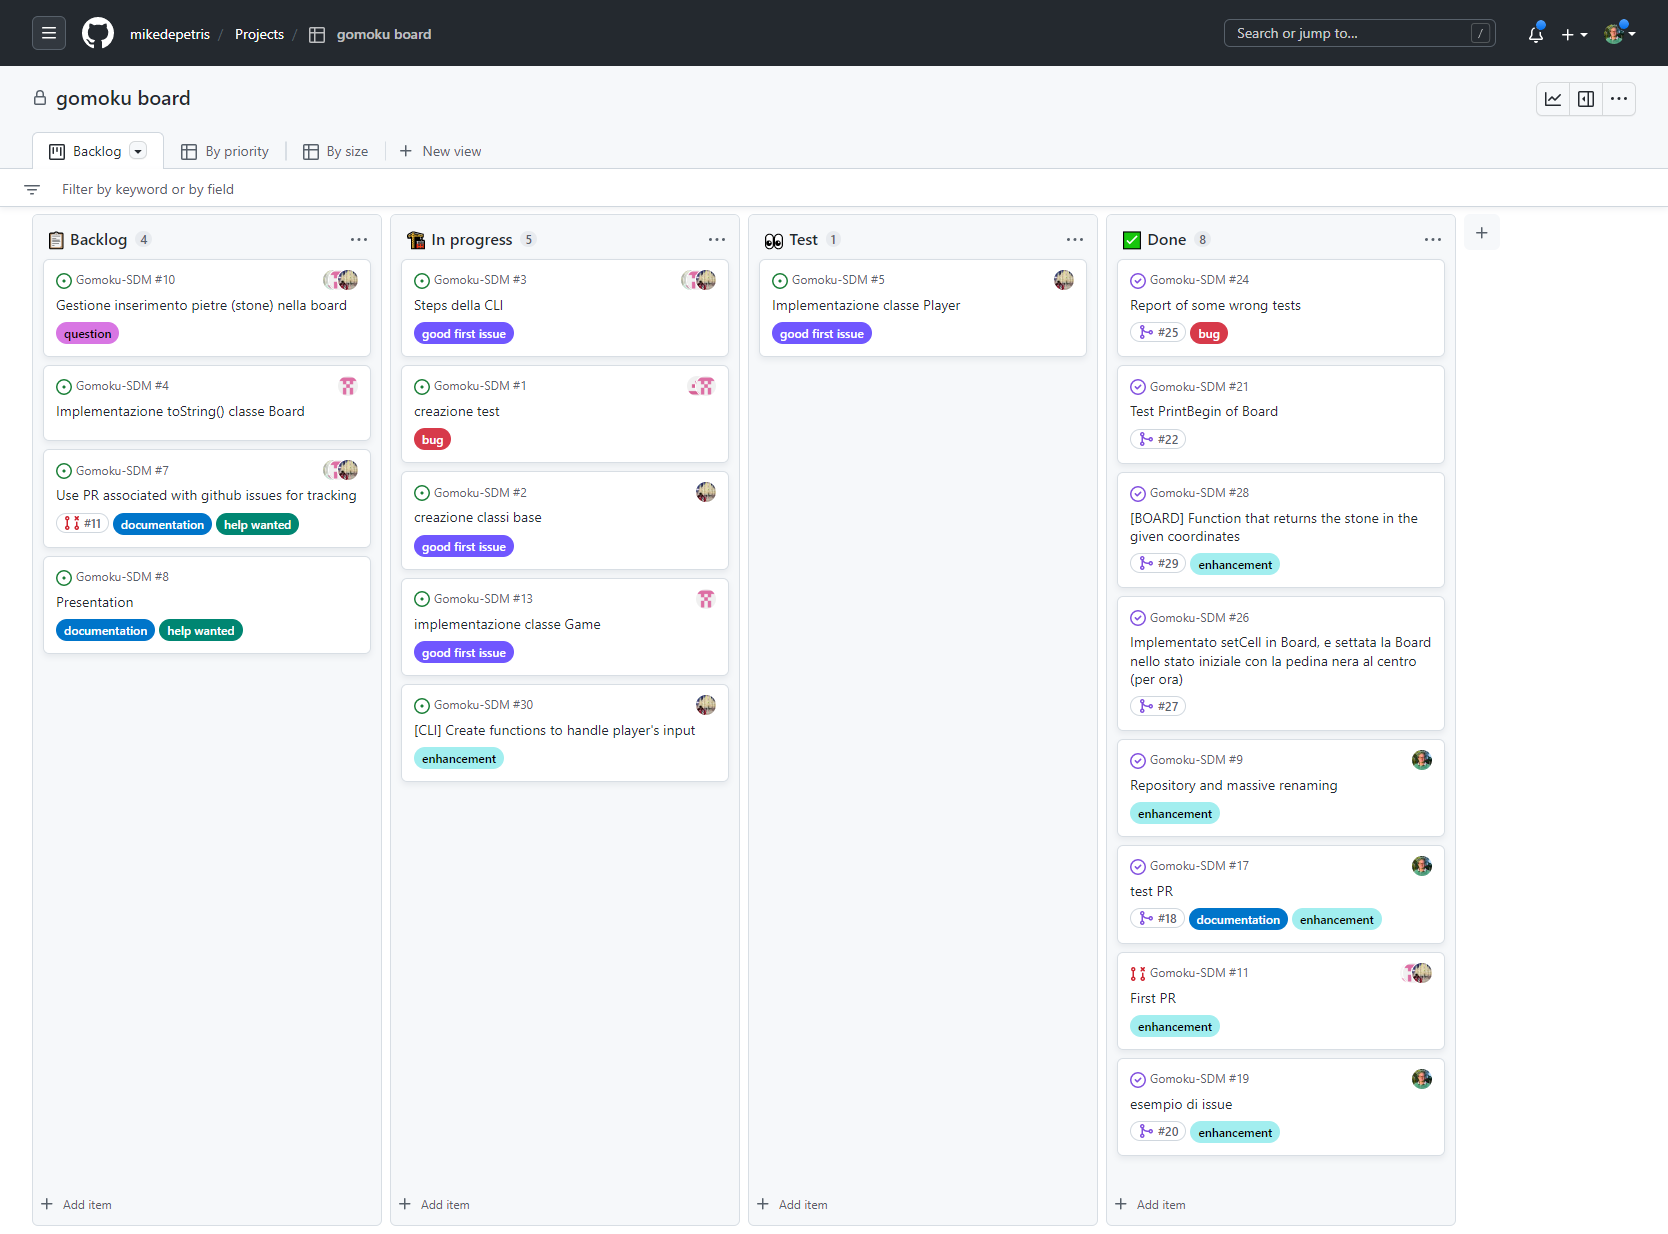 mikedepetris / Projects / gomoku board
Search or jump to... /
gomoku board
Backlog By priority By size New view
Filter by keyword or by field
Backlog 4
Gomoku-SDM #10
Gestione inserimento pietre (stone) nella board
question
Gomoku-SDM #4
Implementazione toString() classe Board
Gomoku-SDM #7
Use PR associated with github issues for tracking
#11 documentation help wanted
Gomoku-SDM #8
Presentation
documentation help wanted
Add item
In progress 5
Gomoku-SDM #3
Steps della CLI
good first issue
Gomoku-SDM #1
creazione test
bug
Gomoku-SDM #2
creazione classi base
good first issue
Gomoku-SDM #13
implementazione classe Game
good first issue
Gomoku-SDM #30
[CLI] Create functions to handle player's input
enhancement
Add item
Test 1
Gomoku-SDM #5
Implementazione classe Player
good first issue
Add item
Done 8
Gomoku-SDM #24
Report of some wrong tests
#25 bug
Gomoku-SDM #21
Test PrintBegin of Board
#22
Gomoku-SDM #28
[BOARD] Function that returns the stone in the
given coordinates
#29 enhancement
Gomoku-SDM #26
Implementato setCell in Board, e settata la Board
nello stato iniziale con la pedina nera al centro
(per ora)
#27
Gomoku-SDM #9
Repository and massive renaming
enhancement
Gomoku-SDM #17
test PR
#18 documentation enhancement
Gomoku-SDM #11
First PR
enhancement
Gomoku-SDM #19
esempio di issue
#20 enhancement
Add item